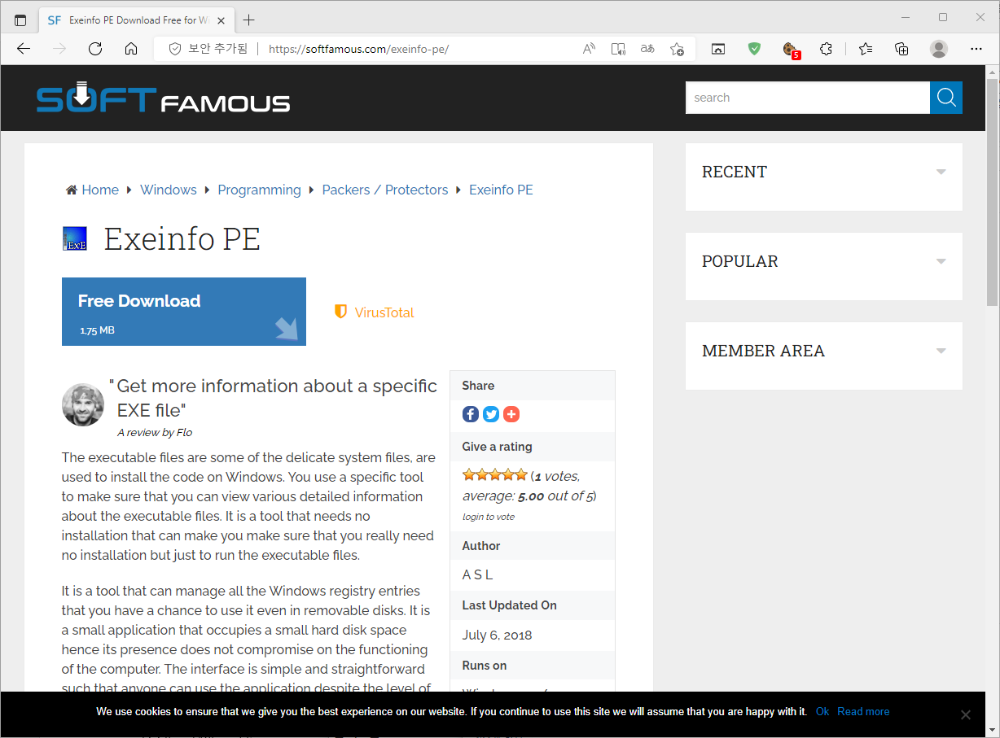 SF Exeinfo PE Download Free for Wi
보안 추가됨 https://softfamous.com/exeinfo-pe/
5
SOFT FAMOUS
search
Home Windows Programming Packers / Protectors Exeinfo PE
ExE
Exeinfo PE
Free Download
1.75 MB
VirusTotal
"Get more information about a specific
EXE file"
A review by Flo
The executable files are some of the delicate system files, are
used to install the code on Windows. You use a specific tool
to make sure that you can view various detailed information
about the executable files. It is a tool that needs no
installation that can make you make sure that you really need
no installation but just to run the executable files.
It is a tool that can manage all the Windows registry entries
that you have a chance to use it even in removable disks. It is
a small application that occupies a small hard disk space
hence its presence does not compromise on the functioning
of the computer. The interface is simple and straightforward
such that anyone can use the application despite the level of
Share
Give a rating
(1 votes,
average: 5.00 out of 5)
login to vote
Author
A S L
Last Updated On
July 6, 2018
Runs on
RECENT
POPULAR
MEMBER AREA
We use cookies to ensure that we give you the best experience on our website. If you continue to use this site we will assume that you are happy with it. Ok Read more